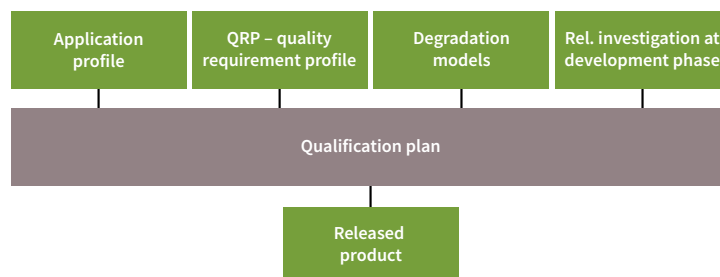 Application
profile
QRP – quality
requirement profile
Degradation
models
Rel. investigation at
development phase
Qualification plan
Released
product